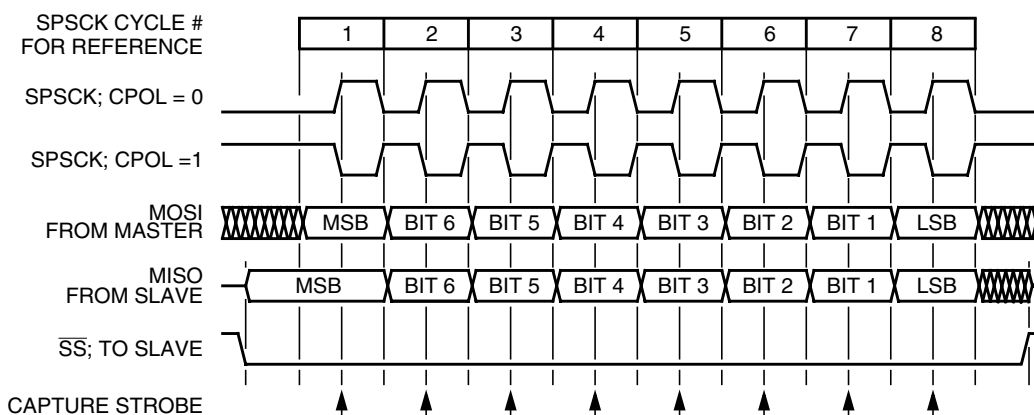 SPSCK CYCLE #
FOR REFERENCE
1 2 3 4 5 6 7 8
SPSCK; CPOL = 0
SPSCK; CPOL =1
MOSI
FROM MASTER
MSB BIT 6 BIT 5 BIT 4 BIT 3 BIT 2 BIT 1 LSB
MISO
FROM SLAVE
MSB BIT 6 BIT 5 BIT 4 BIT 3 BIT 2 BIT 1 LSB
S̅S̅; TO SLAVE
CAPTURE STROBE